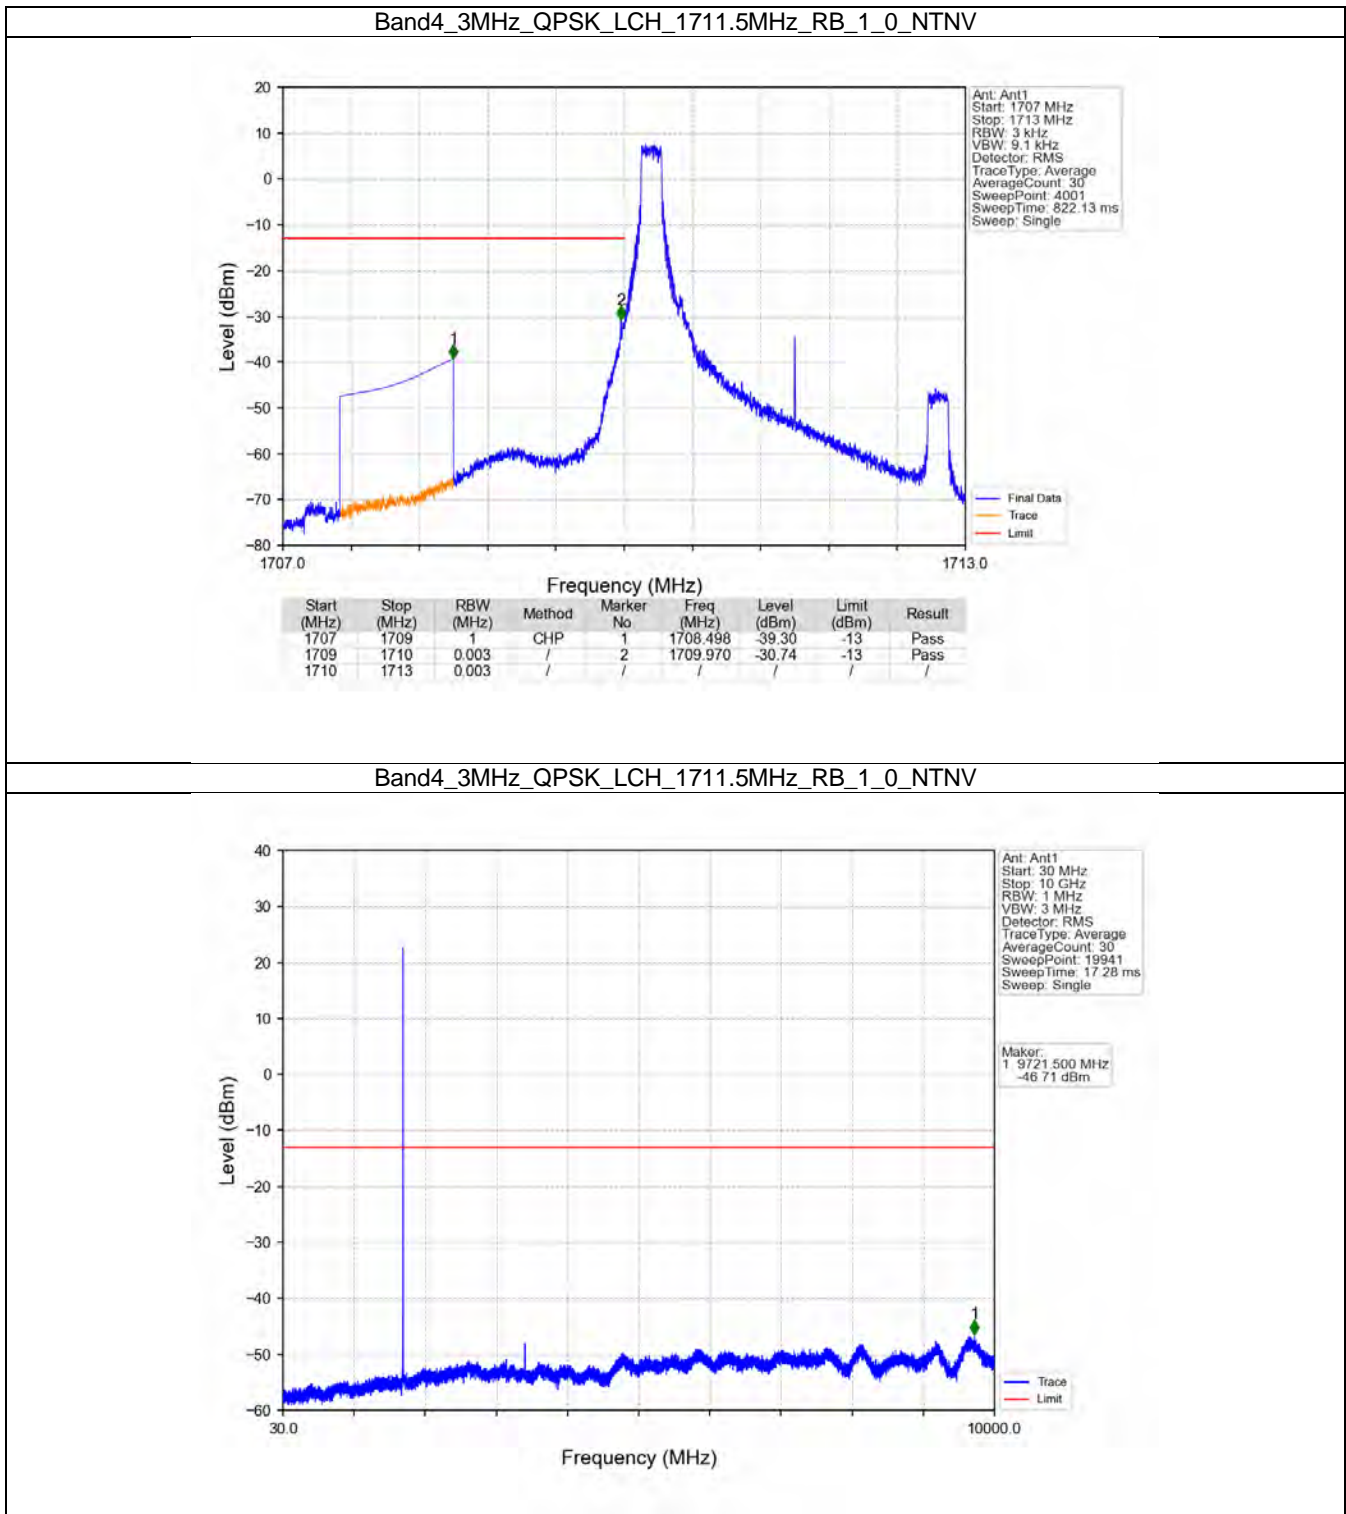 Band4_3MHz_QPSK_LCH_1711.5MHz_RB_1_0_NTNV
20
10
0
−10
−20
−30
−40
−50
−60
−70
−80
Level (dBm)
1
2
1707.0
1713.0
Frequency (MHz)
Ant: Ant1
Start: 1707 MHz
Stop: 1713 MHz
RBW: 3 kHz
VBW: 9.1 kHz
Detector: RMS
TraceType: Average
AverageCount: 30
SweepPoint: 4001
SweepTime: 822.13 ms
Sweep: Single
Final Data
Trace
Limit
Start (MHz) Stop (MHz) RBW (MHz) Method Marker No Freq (MHz) Level (dBm) Limit (dBm) Result
1707 1709 1 CHP 1 1708.498 -39.30 -13 Pass
1709 1710 0.003 / 2 1709.970 -30.74 -13 Pass
1710 1713 0.003 / / / / / /
Band4_3MHz_QPSK_LCH_1711.5MHz_RB_1_0_NTNV
40
30
20
10
0
−10
−20
−30
−40
−50
−60
Level (dBm)
1
30.0
10000.0
Frequency (MHz)
Ant: Ant1
Start: 30 MHz
Stop: 10 GHz
RBW: 1 MHz
VBW: 3 MHz
Detector: RMS
TraceType: Average
AverageCount: 30
SweepPoint: 19941
SweepTime: 17.28 ms
Sweep: Single
Maker:
1 9721.500 MHz
-46.71 dBm
Trace
Limit